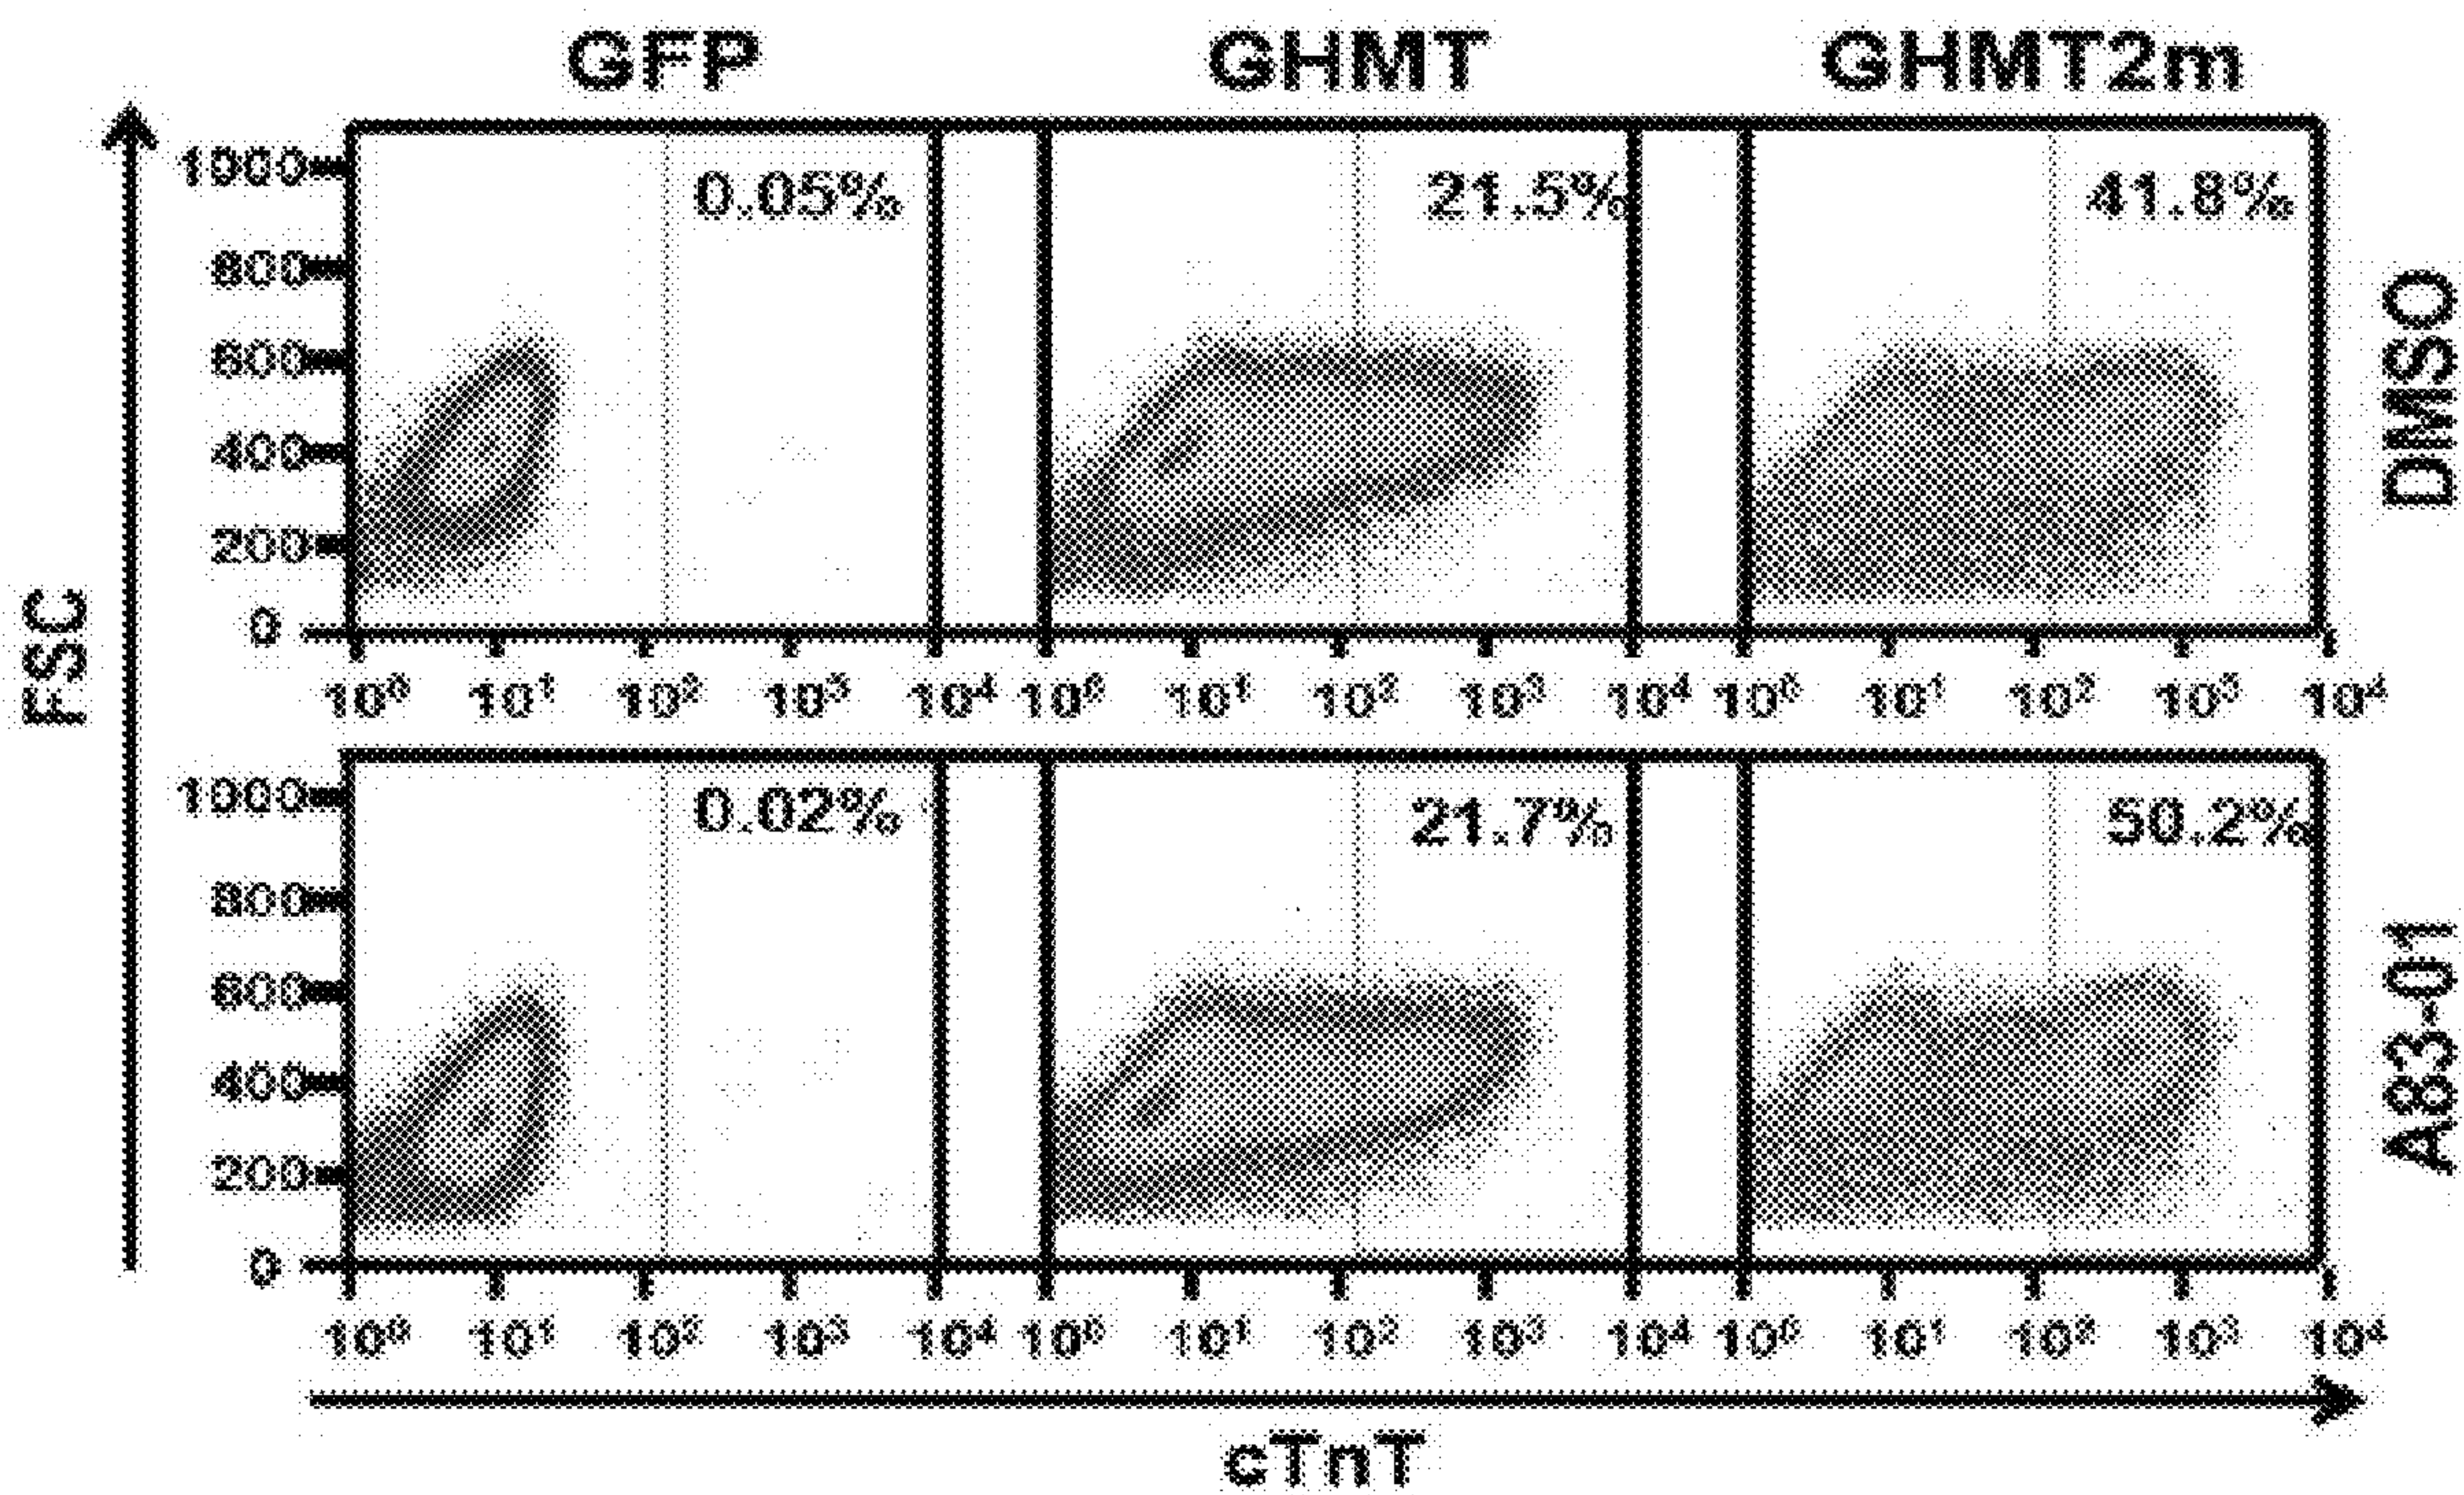 GFP GHMT GHMT2m
FSC
1000 0.05% 21.5% 41.8%
800
600
400
200
0
DMSO
10⁰ 10¹ 10² 10³ 10⁴ 10⁰ 10¹ 10² 10³ 10⁴ 10⁰ 10¹ 10² 10³ 10⁴
1000 0.02% 21.7% 50.2%
800
600
400
200
0
A83-01
10⁰ 10¹ 10² 10³ 10⁴ 10⁰ 10¹ 10² 10³ 10⁴ 10⁰ 10¹ 10² 10³ 10⁴
cTnT